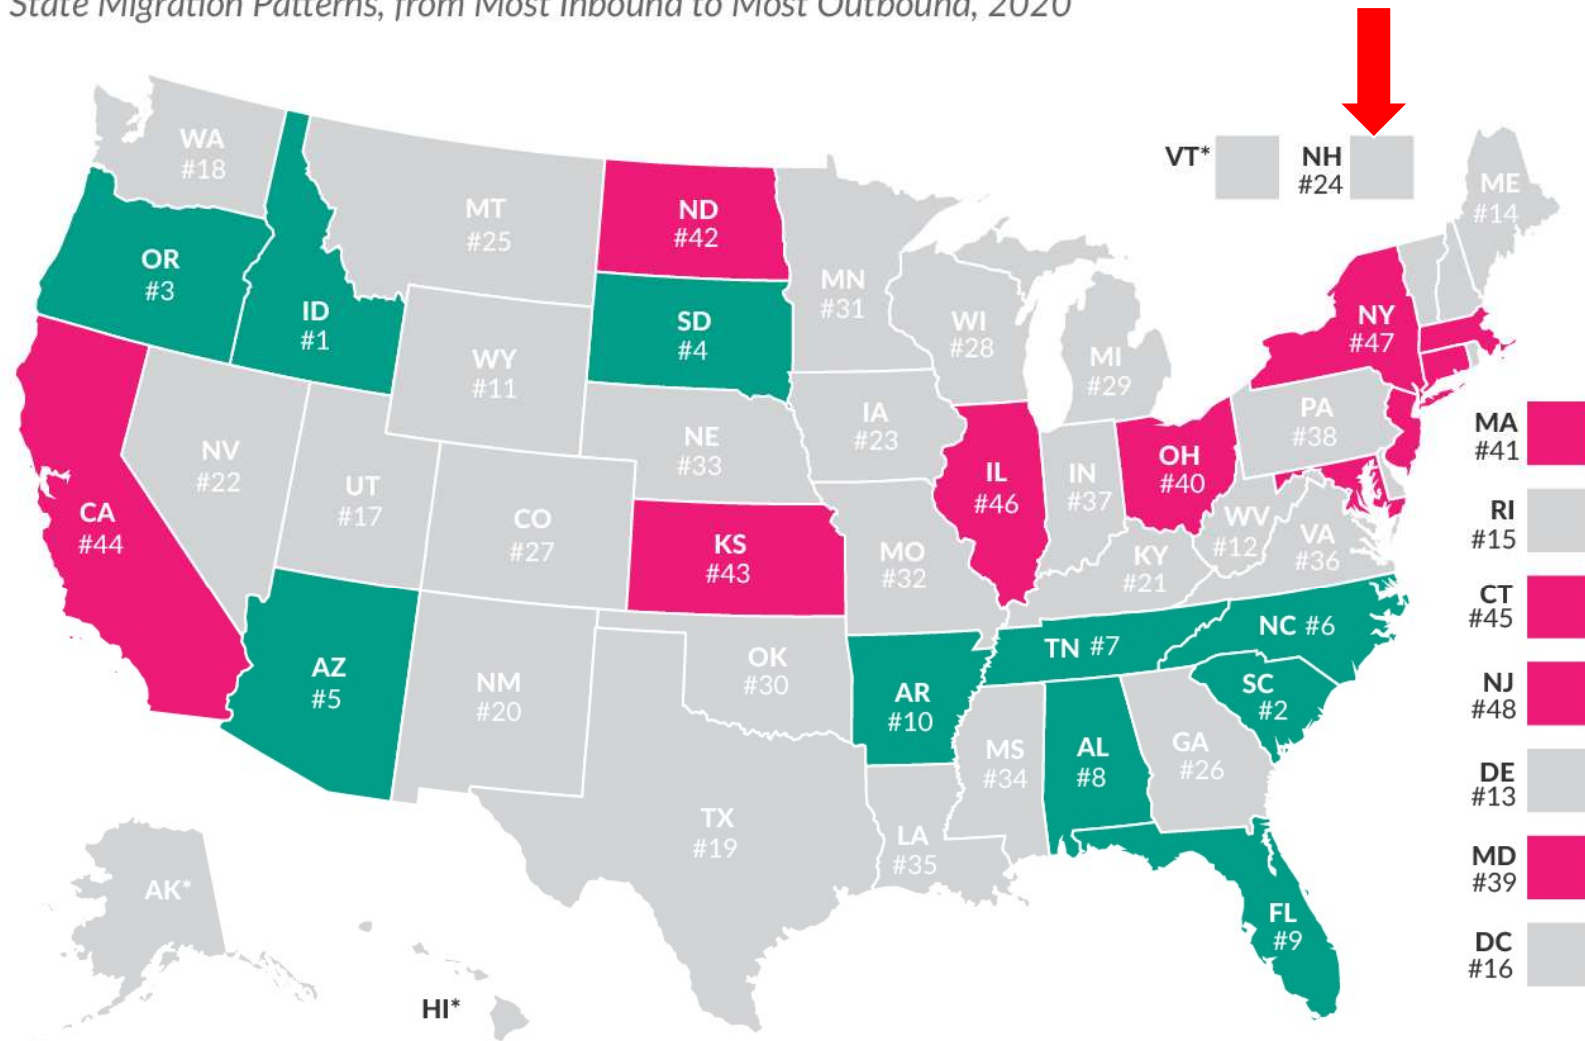 State Migration Patterns, from Most Inbound to Most Outbound, 2020
WA
#18
VT*
NH
#24
ME
#14
MT
#25
ND
#42
OR
#3
ID
#1
MN
#31
SD
#4
WI
#28
NY
#47
WY
#11
MI
#29
IA
#23
PA
#38
MA
#41
NV
#22
NE
#33
UT
#17
IL
#46
IN
#37
OH
#40
CA
#44
CO
#27
KS
#43
MO
#32
WV
#12
VA
#36
KY
#21
RI
#15
CT
#45
AZ
#5
NM
#20
OK
#30
AR
#10
TN #7
NC #6
SC
#2
NJ
#48
MS
#34
AL
#8
GA
#26
DE
#13
TX
#19
LA
#35
MD
#39
AK*
HI*
FL
#9
DC
#16